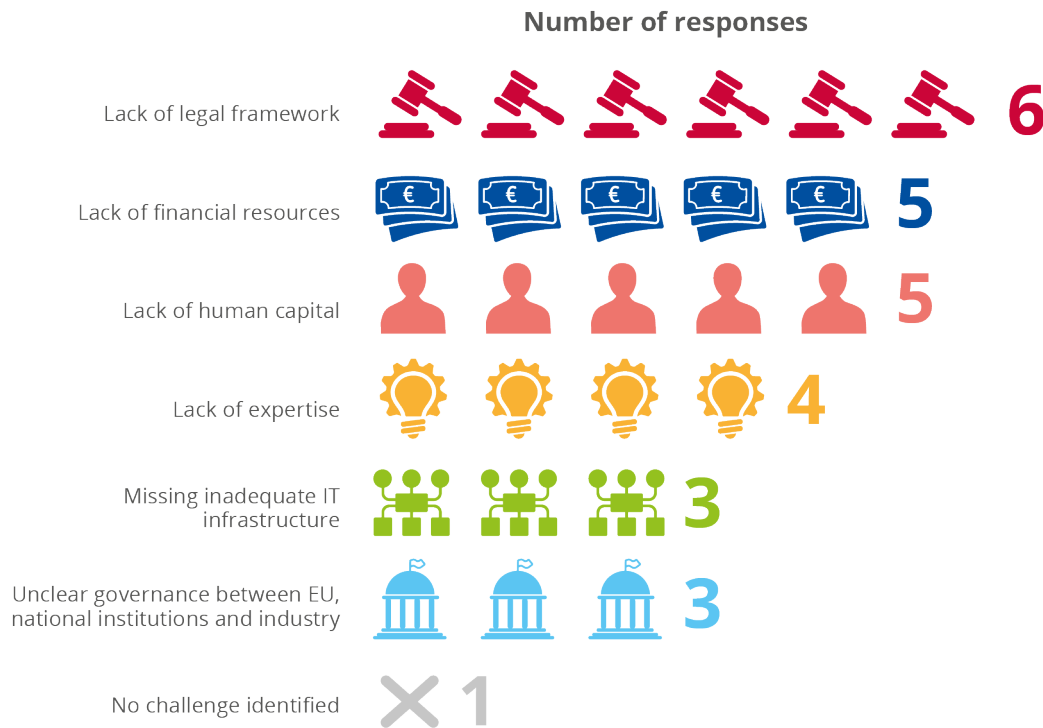 Number of responses
Lack of legal framework
6
Lack of financial resources
€ € € € €
5
Lack of human capital
5
Lack of expertise
4
Missing inadequate IT
infrastructure
3
Unclear governance between EU,
national institutions and industry
3
No challenge identified
1